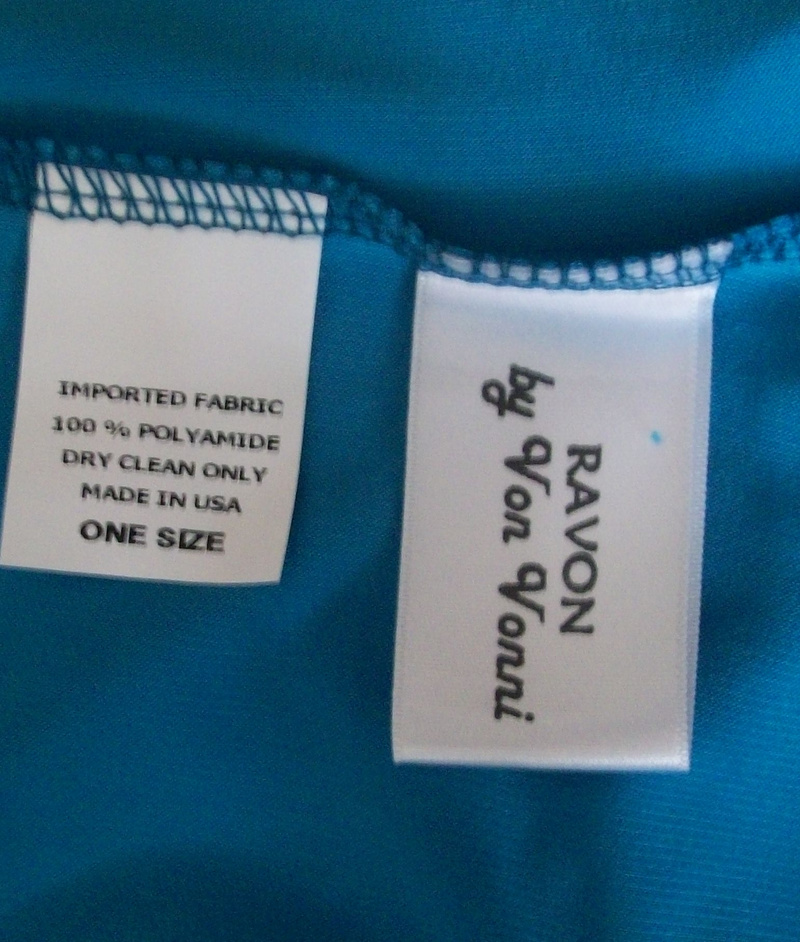 IMPORTED FABRIC
100 % POLYAMIDE
DRY CLEAN ONLY
MADE IN USA
ONE SIZE
RAVON
by Von Vonni